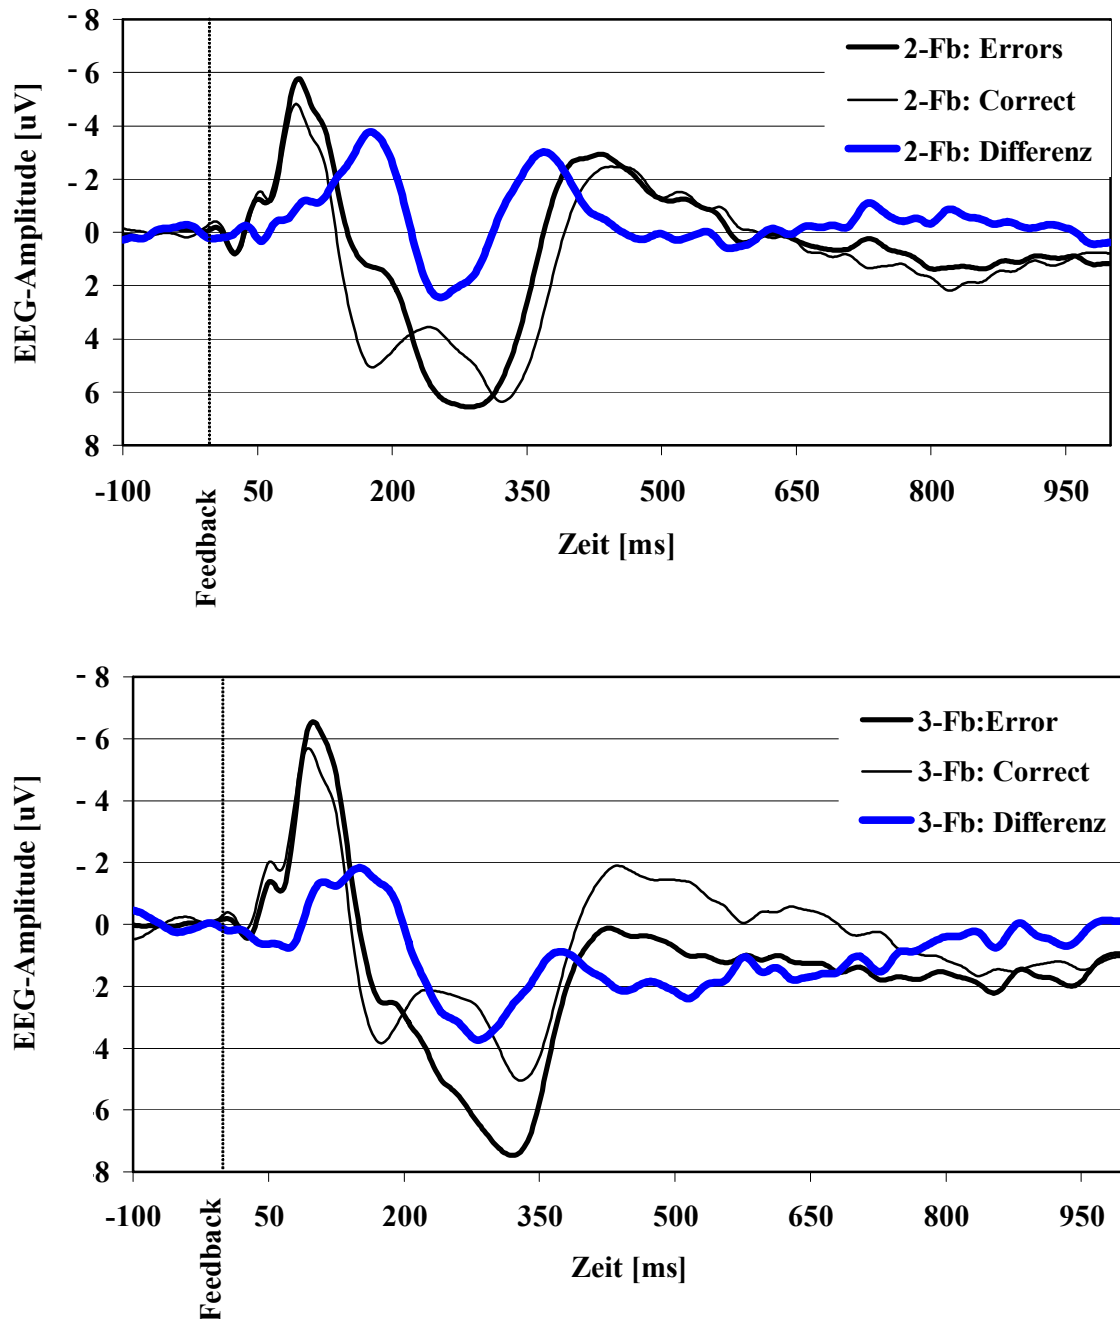 - 8
- 6
- 4
- 2
0
2
4
6
8
EEG-Amplitude [uV]
2-Fb: Errors
2-Fb: Correct
2-Fb: Differenz
-100 50 200 350 500 650 800 950
Feedback
Zeit [ms]
- 8
- 6
- 4
- 2
0
2
4
6
8
EEG-Amplitude [uV]
3-Fb:Error
3-Fb: Correct
3-Fb: Differenz
-100 50 200 350 500 650 800 950
Feedback
Zeit [ms]